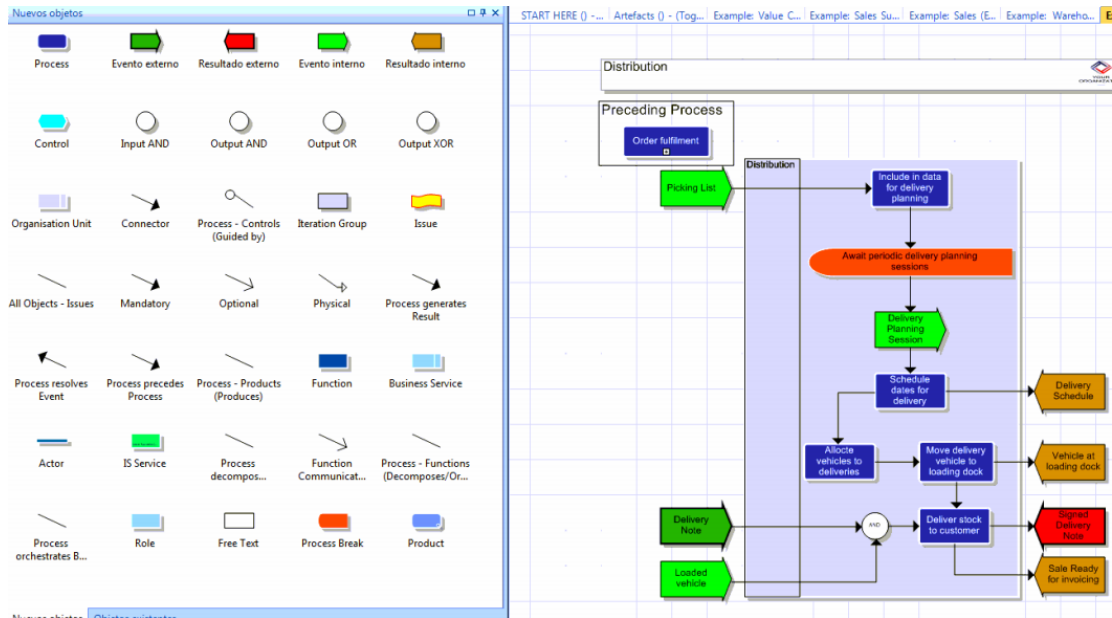 Nuevos objetos
Process
Evento externo
Resultado externo
Evento interno
Resultado interno
Control
Input AND
Output AND
Output OR
Output XOR
Organisation Unit
Connector
Process - Controls
(Guided by)
Iteration Group
Issue
All Objects - Issues
Mandatory
Optional
Physical
Process generates
Result
Process resolves
Event
Process precedes
Process
Process - Products
(Produces)
Function
Business Service
Actor
IS Service
Process
decompos...
Function
Communicat...
Process - Functions
(Decomposes/Or...
Process
orchestrates B...
Role
Free Text
Process Break
Product
Nuevos objetos
Objetos existentes
START HERE () -...
Artefacts () - (Tog...
Example: Value C...
Example: Sales Su...
Example: Sales (E...
Example: Wareho...
Distribution
Preceding Process
Order fulfilment
Distribution
Picking List
Include in data
for delivery
planning
Await periodic delivery planning
sessions
Delivery
Planning
Session
Schedule
dates for
delivery
Delivery
Schedule
Allocte
vehicles to
deliveries
Move delivery
vehicle to
loading dock
Vehicle at
loading dock
Delivery
Note
AND
Deliver stock
to customer
Signed
Delivery
Note
Loaded
vehicle
Sale Ready
for invoicing